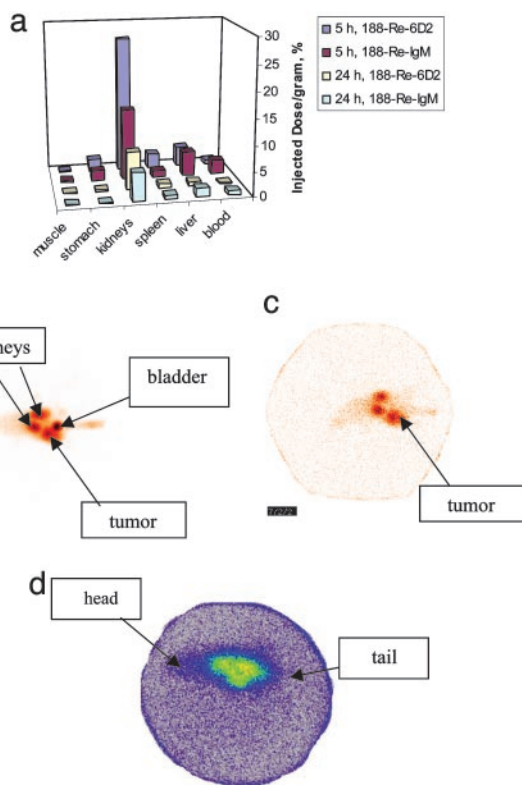 a
30
25
20
15
10
5
0
Injected Dose/gram, %
muscle
stomach
kidneys
spleen
liver
blood
5 h, 188-Re-6D2
5 h, 188-Re-IgM
24 h, 188-Re-6D2
24 h, 188-Re-IgM
neys
bladder
tumor
c
tumor
d
head
tail